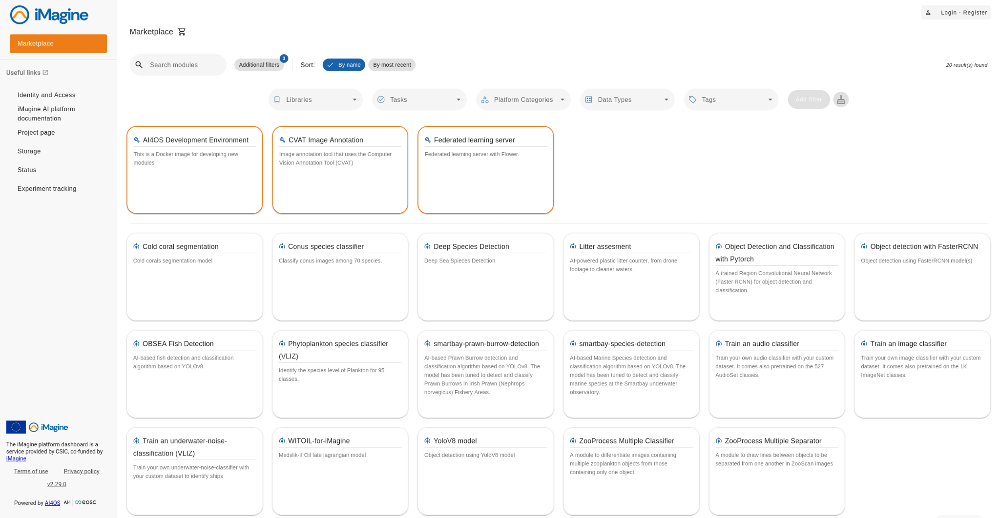 iMagine
Login - Register
Marketplace
Marketplace
Search modules
Additional filters
3
Sort:
By name
By most recent
20 result(s) found
Useful links
Identity and Access
iMagine AI platform
documentation
Project page
Storage
Status
Experiment tracking
Libraries
Tasks
Platform Categories
Data Types
Tags
Add filter
AI4OS Development Environment
This is a Docker image for developing new
modules
CVAT Image Annotation
Image annotation tool that uses the Computer
Vision Annotation Tool (CVAT)
Federated learning server
Federated learning server with Flower.
Cold coral segmentation
Cold corals segmentation model
Conus species classifier
Classify conus images among 70 species.
Deep Species Detection
Deep Sea Spieces Detection
Litter assesment
AI-powered plastic litter counter, from drone
footage to cleaner waters.
Object Detection and Classification
with Pytorch
A trained Region Convolutional Neural Network
(Faster RCNN) for object detection and
classification.
Object detection with FasterRCNN
Object detection using FasterRCNN model(s)
OBSEA Fish Detection
AI-based fish detection and classification
algorithm based on YOLOv8.
Phytoplankton species classifier
(VLIZ)
Identify the species level of Plankton for 95
classes.
smartbay-prawn-burrow-detection
AI-based Prawn Burrow detection and
classification algorithm based on YOLOv8. The
model has been tuned to detect and classify
Prawn Burrows in Irish Prawn (Nephrops
norvegicus) Fishery Areas.
smartbay-species-detection
AI-based Marine Species detection and
classification algorithm based on YOLOv8. The
model has been tuned to detect and classify
marine species at the Smartbay underwater
observatory.
Train an audio classifier
Train your own audio classifier with your custom
dataset. It comes also pretrained on the 527
AudioSet classes.
Train an image classifier
Train your own image classifier with your custom
dataset. It comes also pretrained on the 1K
ImageNet classes.
Train an underwater-noise-
classification (VLIZ)
Train your own underwater-noise-classifier with
your custom dataset to identify ships
WITOIL-for-iMagine
Medslik-II Oil fate lagrangian model
YoloV8 model
Object detection using YoloV8 model
ZooProcess Multiple Classifier
A module to differentiate images containing
multiple zooplankton objects from those
containing only one object
ZooProcess Multiple Separator
A module to draw lines between objects to be
separated from one another in ZooScan images
iMagine
The iMagine platform dashboard is a
service provided by CSIC, co-funded by
iMagine
Terms of use
Privacy policy
v2.29.0
Powered by AI4OS
AI4
eosc